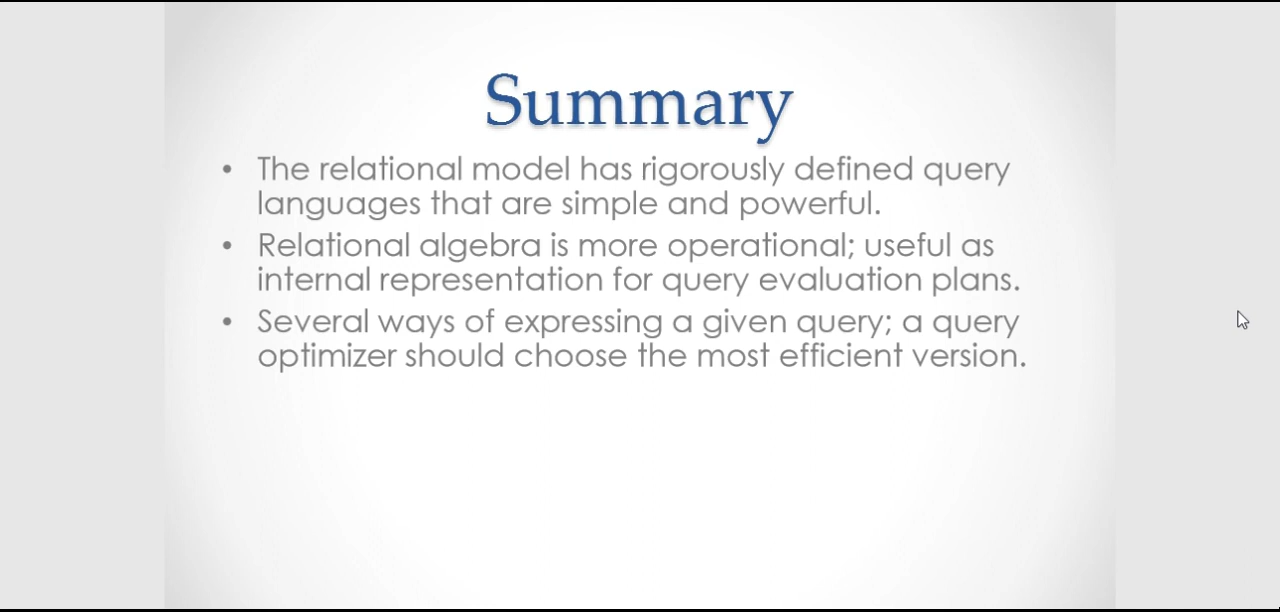 Summary
• The relational model has rigorously defined query
languages that are simple and powerful.
• Relational algebra is more operational; useful as
internal representation for query evaluation plans.
• Several ways of expressing a given query; a query
optimizer should choose the most efficient version.